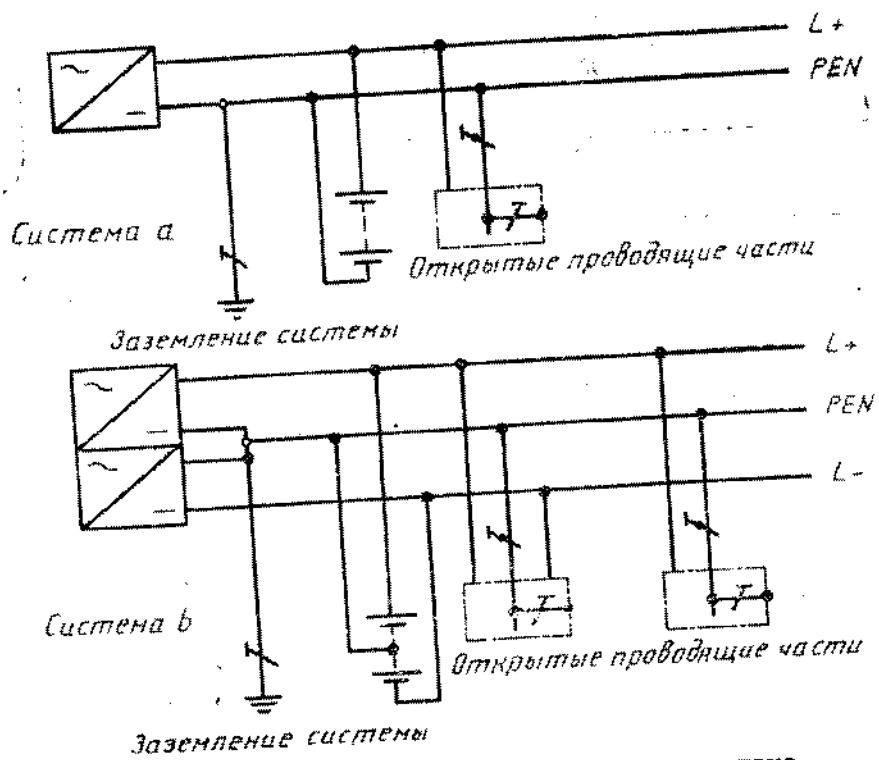 L+
PEN
Система а
Открытые проводящие части
Заземление системы
L+
PEN
L-
Система b
Открытые проводящие части
Заземление системы